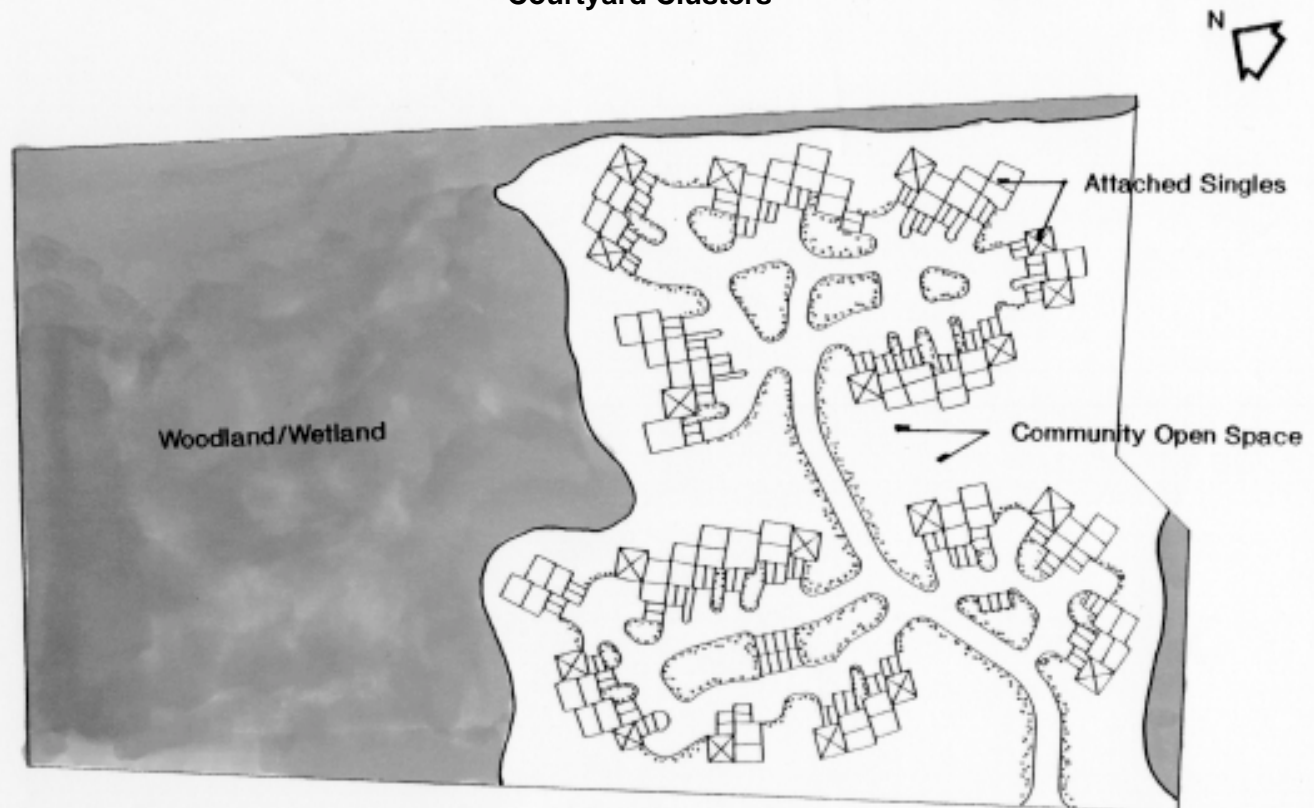 Courtyard Clusters
N
Attached Singles
Woodland/Wetland
Community Open Space